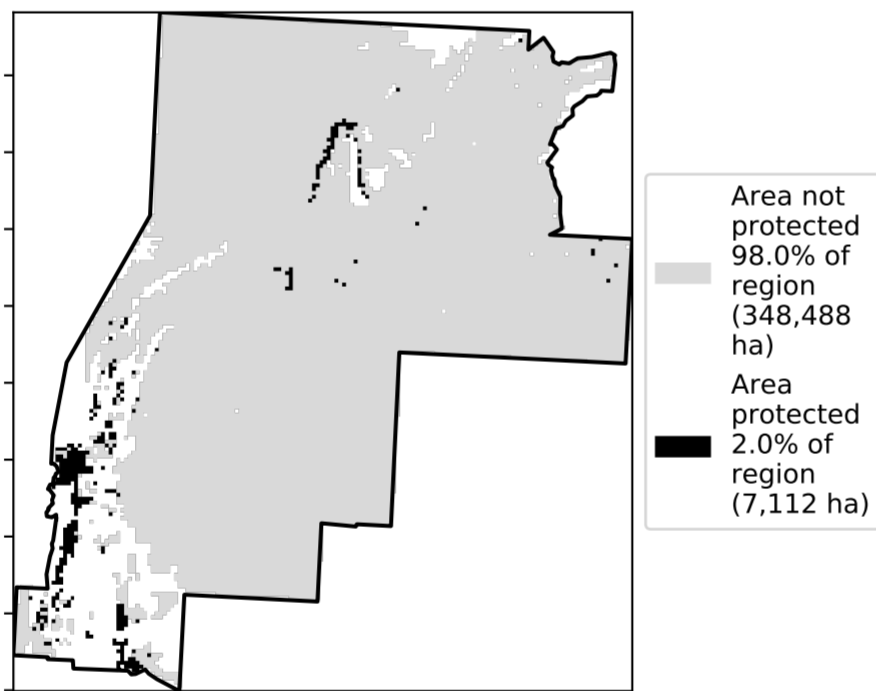 Area not
protected
98.0% of
region
(348,488
ha)
Area
protected
2.0% of
region
(7,112 ha)